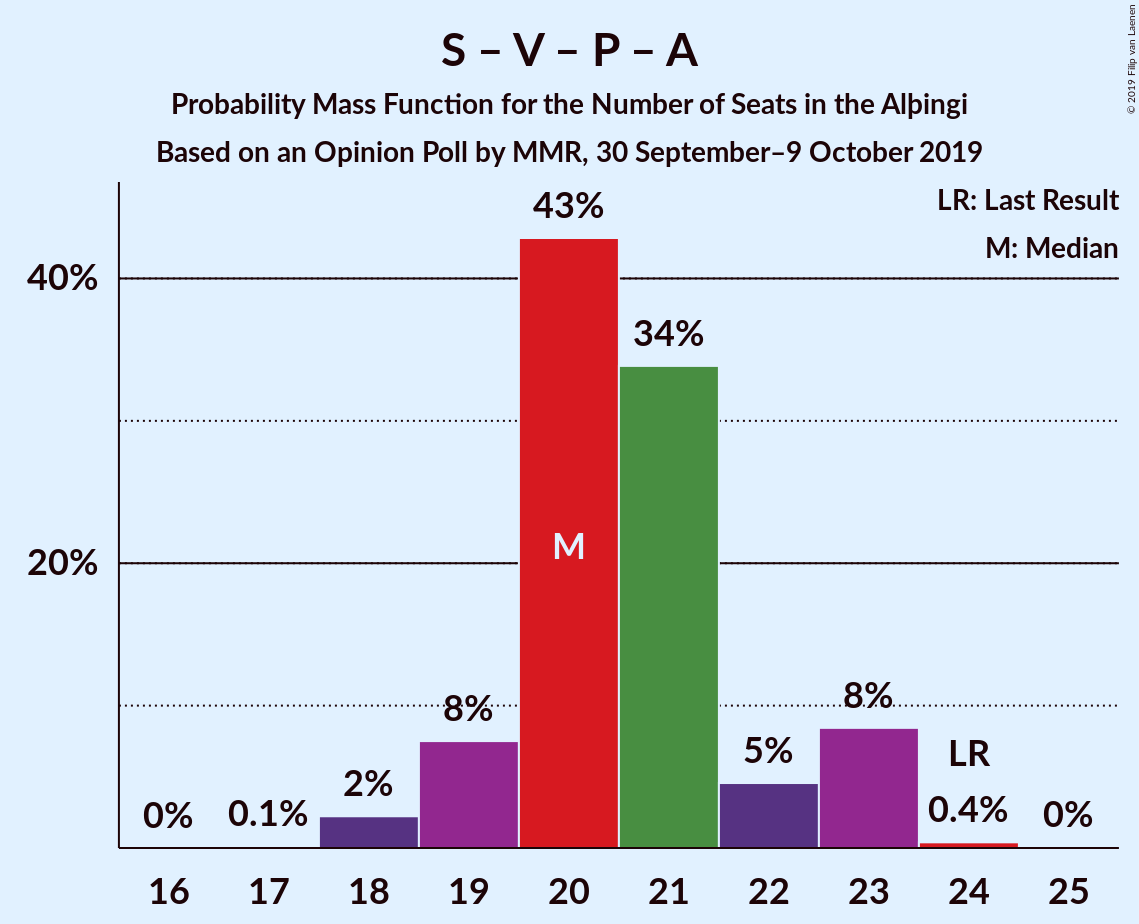 S – V – P – A
Probability Mass Function for the Number of Seats in the Alþingi
Based on an Opinion Poll by MMR, 30 September–9 October 2019
© 2019 Filip van Laenen
LR: Last Result
M: Median
40%
20%
0%
0.1%
2%
8%
43%
M
34%
5%
8%
LR
0.4%
0%
16 17 18 19 20 21 22 23 24 25